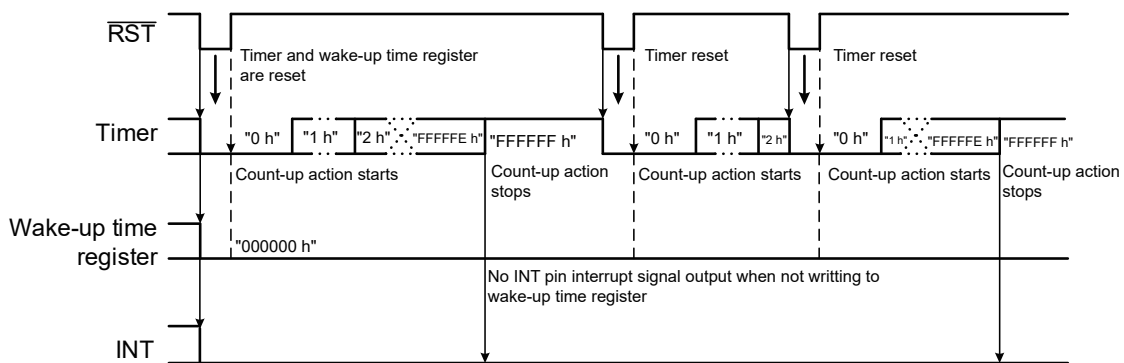 RST
Timer and wake-up time register
are reset
Timer reset
Timer reset
Timer
"0 h"
"1 h"
"2 h"
"FFFFFE h"
"FFFFFF h"
"0 h"
"1 h"
"2 h"
"0 h"
"1 h"
"FFFFFE h"
"FFFFFF h"
Count-up action starts
Count-up action
stops
Count-up action starts
Count-up action starts
Count-up action
stops
Wake-up time
register
"000000 h"
No INT pin interrupt signal output when not writting to
wake-up time register
INT